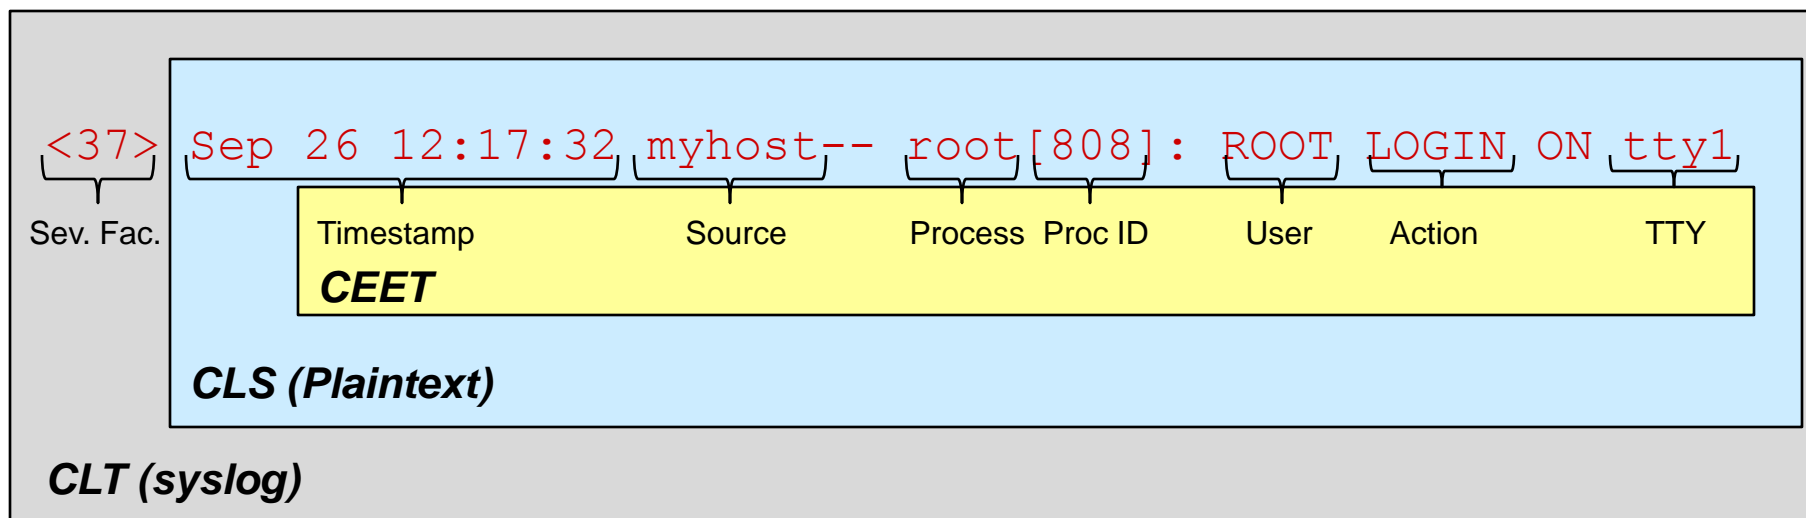 <37> Sep 26 12:17:32 myhost-- root[808]: ROOT LOGIN ON tty1
Sev. Fac. Timestamp Source Process Proc ID User Action TTY
CEET
CLS (Plaintext)
CLT (syslog)